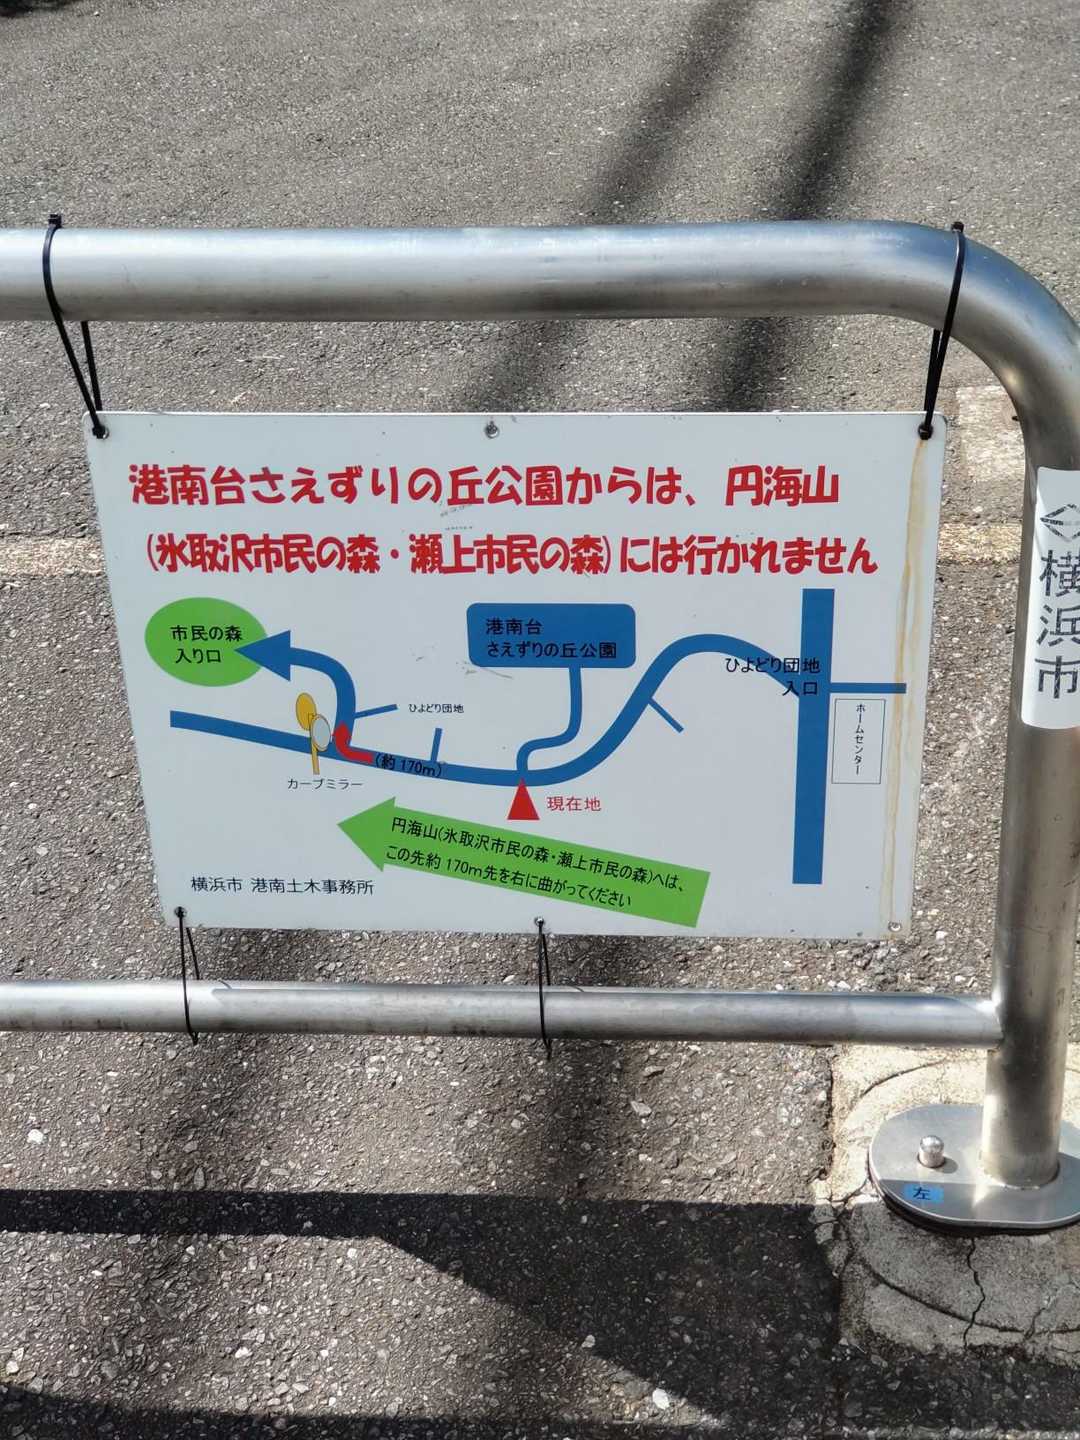 港南台さえずりの丘公園からは、円海山
(氷取沢市民の森・瀬上市民の森)には行かれません
市民の森
入り口
港南台
さえずりの丘公園
ひよどり団地
入口
ひよどり団地
ホームセンター
(約170m)
カーブミラー
現在地
円海山(氷取沢市民の森・瀬上市民の森)へは、
この先約170m先を右に曲がってください
横浜市 港南土木事務所
横浜市
左